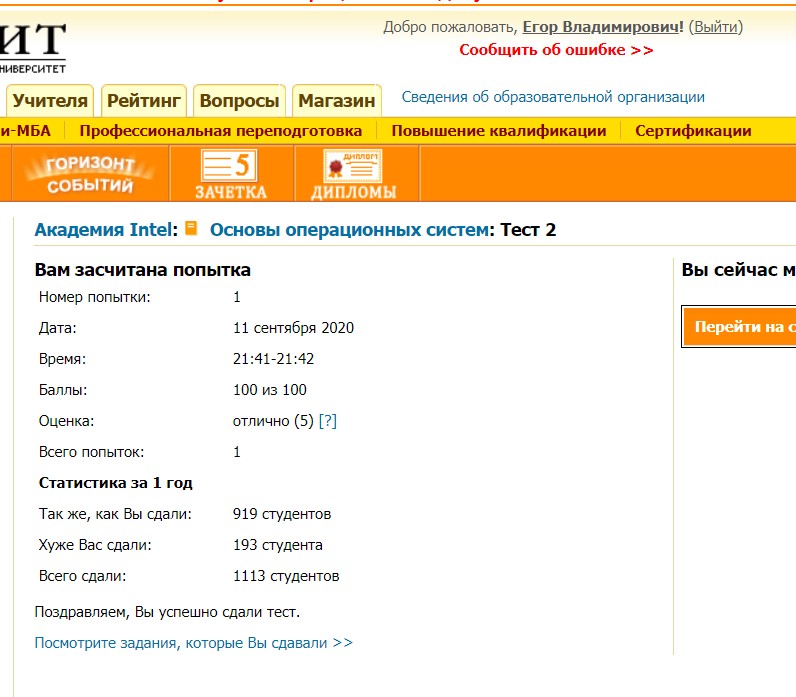 Добро пожаловать, Егор Владимирович! (Выйти)
Сообщить об ошибке >>
ИТ
НИВЕРСИТЕТ
Учителя Рейтинг Вопросы Магазин Сведения об образовательной организации
и-МБА Профессиональная переподготовка Повышение квалификации Сертификации
ГОРИЗОНТ СОБЫТИЙ
5 ЗАЧЕТКА
ДИПЛОМ ДИПЛОМЫ
Академия Intel: Основы операционных систем: Тест 2
Вам засчитана попытка
Номер попытки: 1
Дата: 11 сентября 2020
Время: 21:41-21:42
Баллы: 100 из 100
Оценка: отлично (5) [?]
Всего попыток: 1
Статистика за 1 год
Так же, как Вы сдали: 919 студентов
Хуже Вас сдали: 193 студента
Всего сдали: 1113 студентов
Поздравляем, Вы успешно сдали тест.
Посмотрите задания, которые Вы сдавали >>
Вы сейчас м
Перейти на с